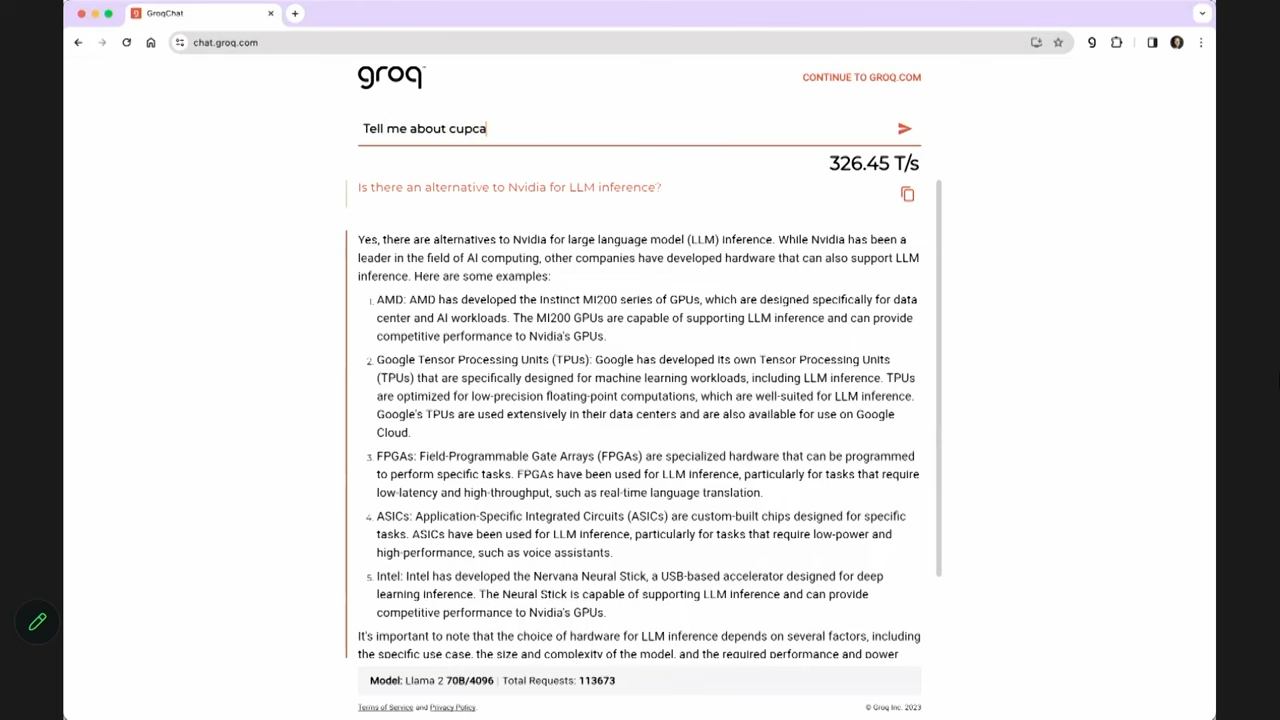 GroqChat
chat.groq.com
groq™
CONTINUE TO GROQ.COM
Tell me about cupca
326.45 T/s
Is there an alternative to Nvidia for LLM inference?
Yes, there are alternatives to Nvidia for large language model (LLM) inference. While Nvidia has been a
leader in the field of AI computing, other companies have developed hardware that can also support LLM
inference. Here are some examples:
1. AMD: AMD has developed the Instinct MI200 series of GPUs, which are designed specifically for data
center and AI workloads. The MI200 GPUs are capable of supporting LLM inference and can provide
competitive performance to Nvidia's GPUs.
2. Google Tensor Processing Units (TPUs): Google has developed its own Tensor Processing Units
(TPUs) that are specifically designed for machine learning workloads, including LLM inference. TPUs
are optimized for low-precision floating-point computations, which are well-suited for LLM inference.
Google's TPUs are used extensively in their data centers and are also available for use on Google
Cloud.
3. FPGAs: Field-Programmable Gate Arrays (FPGAs) are specialized hardware that can be programmed
to perform specific tasks. FPGAs have been used for LLM inference, particularly for tasks that require
low-latency and high-throughput, such as real-time language translation.
4. ASICs: Application-Specific Integrated Circuits (ASICs) are custom-built chips designed for specific
tasks. ASICs have been used for LLM inference, particularly for tasks that require low-power and
high-performance, such as voice assistants.
5. Intel: Intel has developed the Nervana Neural Stick, a USB-based accelerator designed for deep
learning inference. The Neural Stick is capable of supporting LLM inference and can provide
competitive performance to Nvidia's GPUs.
It's important to note that the choice of hardware for LLM inference depends on several factors, including
the specific use case, the size and complexity of the model, and the required performance and power
Model: Llama 2 70B/4096 | Total Requests: 113673
Terms of Service and Privacy Policy.
© Groq Inc. 2023